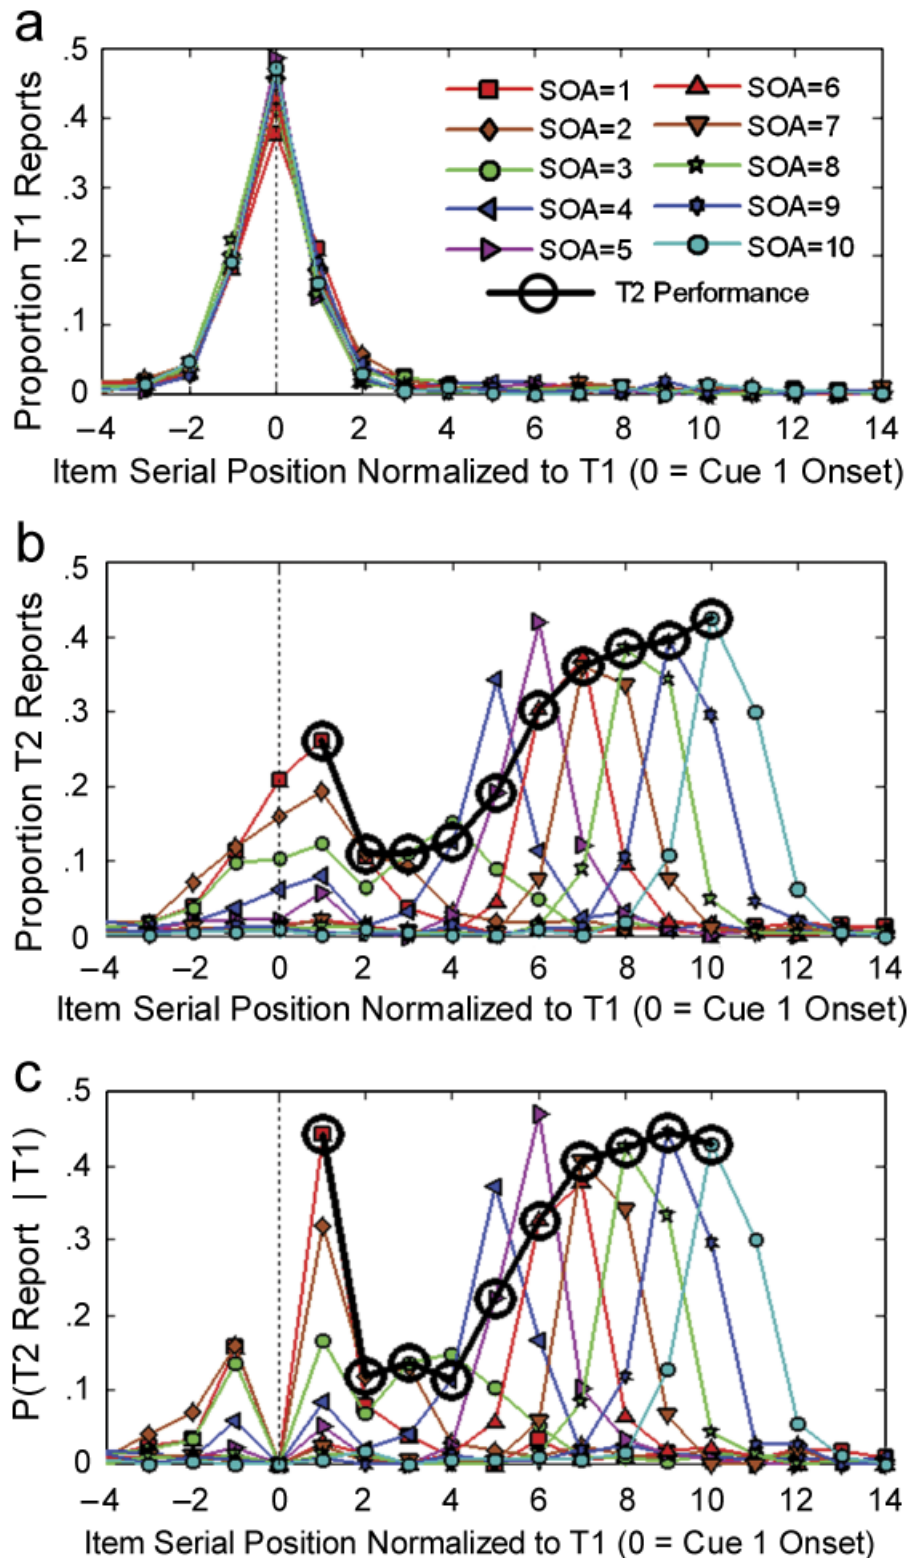 a
Proportion T1 Reports
.5
.4
.3
.2
.1
0
SOA=1
SOA=2
SOA=3
SOA=4
SOA=5
SOA=6
SOA=7
SOA=8
SOA=9
SOA=10
T2 Performance
−4 −2 0 2 4 6 8 10 12 14
Item Serial Position Normalized to T1 (0 = Cue 1 Onset)
b
Proportion T2 Reports
.5
.4
.3
.2
.1
0
−4 −2 0 2 4 6 8 10 12 14
Item Serial Position Normalized to T1 (0 = Cue 1 Onset)
c
P(T2 Report | T1)
.5
.4
.3
.2
.1
0
−4 −2 0 2 4 6 8 10 12 14
Item Serial Position Normalized to T1 (0 = Cue 1 Onset)